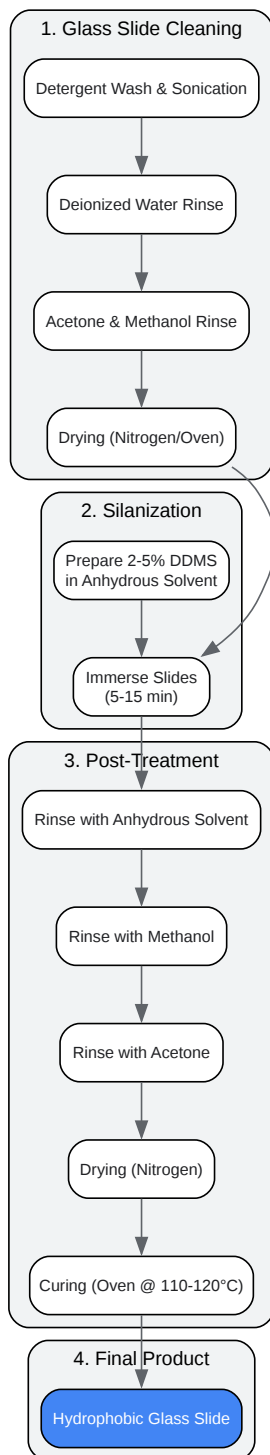 1. Glass Slide Cleaning
Detergent Wash & Sonication
Deionized Water Rinse
Acetone & Methanol Rinse
Drying (Nitrogen/Oven)
2. Silanization
Prepare 2-5% DDMS
in Anhydrous Solvent
Immerse Slides
(5-15 min)
3. Post-Treatment
Rinse with Anhydrous Solvent
Rinse with Methanol
Rinse with Acetone
Drying (Nitrogen)
Curing (Oven @ 110-120°C)
4. Final Product
Hydrophobic Glass Slide